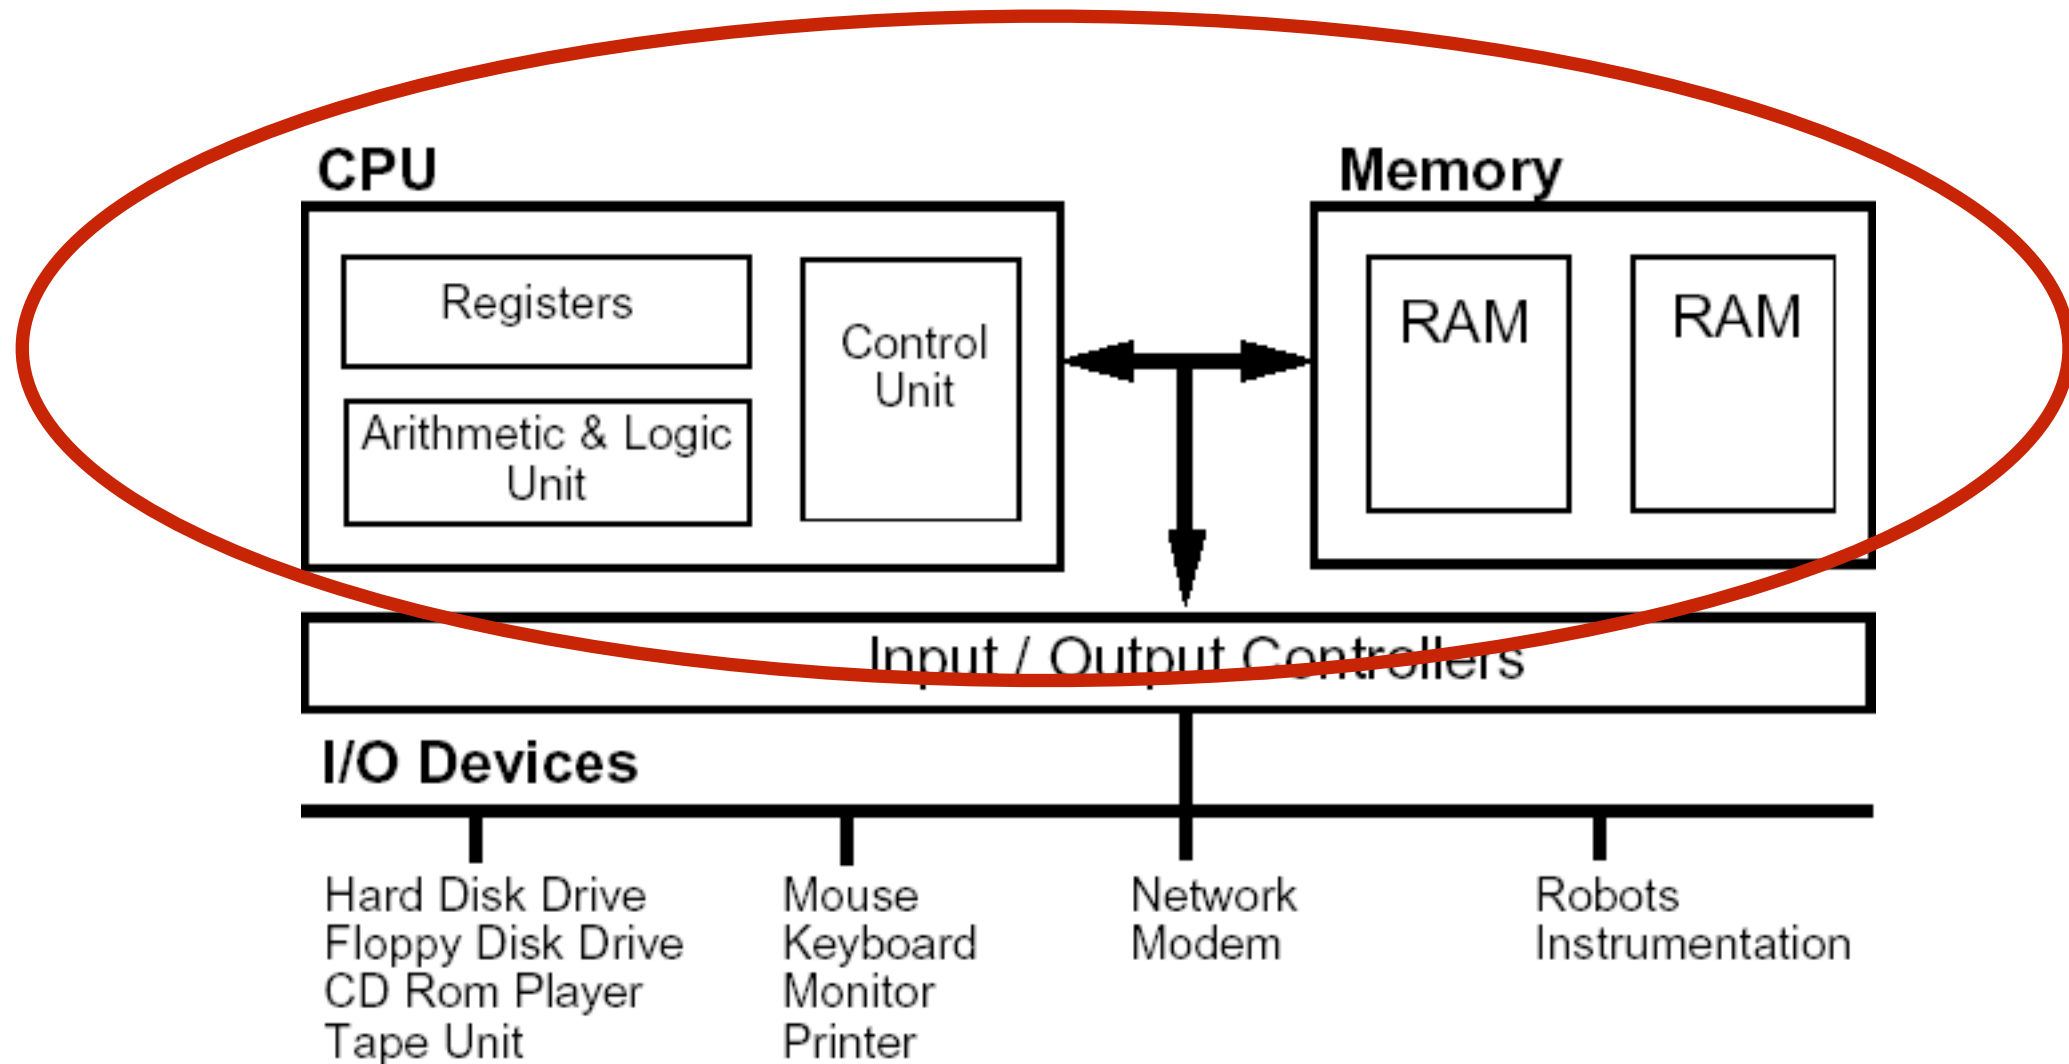 CPU
Memory
Registers
Control
Unit
Arithmetic & Logic
Unit
RAM
RAM
Input / Output Controllers
I/O Devices
Hard Disk Drive
Floppy Disk Drive
CD Rom Player
Tape Unit
Mouse
Keyboard
Monitor
Printer
Network
Modem
Robots
Instrumentation